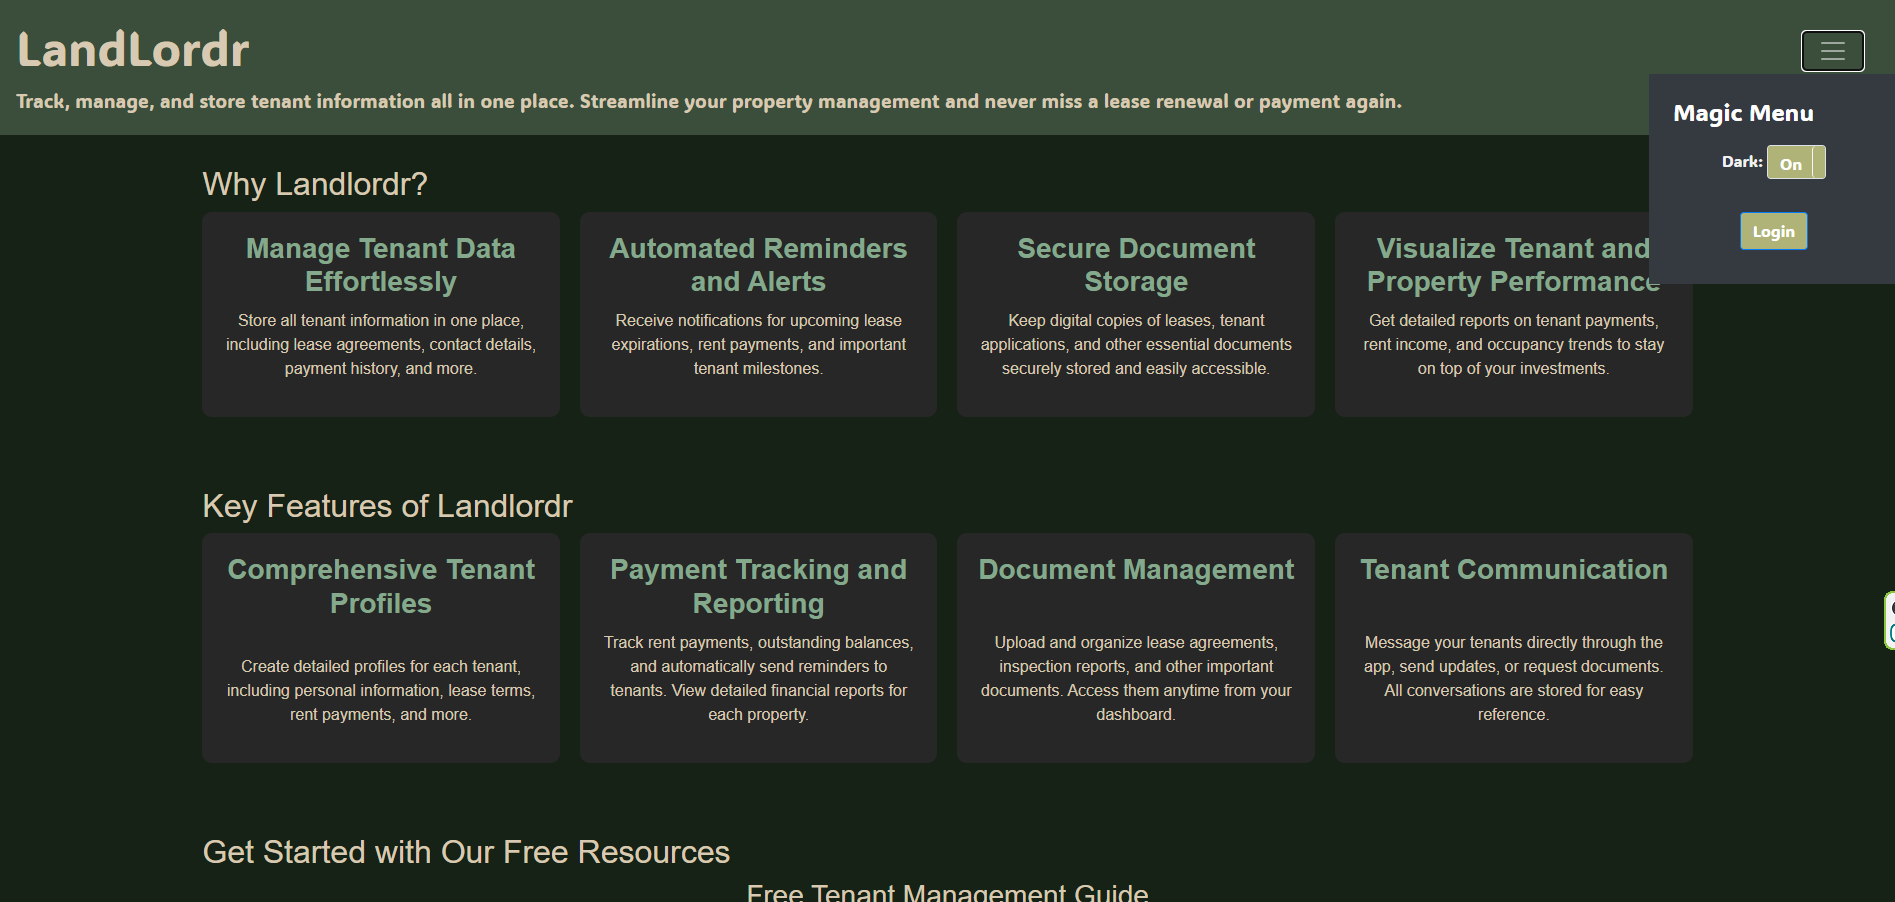 LandLordr
Track, manage, and store tenant information all in one place. Streamline your property management and never miss a lease renewal or payment again.
Magic Menu
Dark: On
Login
Why Landlordr?
Manage Tenant Data
Effortlessly
Store all tenant information in one place,
including lease agreements, contact details,
payment history, and more.
Automated Reminders
and Alerts
Receive notifications for upcoming lease
expirations, rent payments, and important
tenant milestones.
Secure Document
Storage
Keep digital copies of leases, tenant
applications, and other essential documents
securely stored and easily accessible.
Visualize Tenant and
Property Performance
Get detailed reports on tenant payments,
rent income, and occupancy trends to stay
on top of your investments.
Key Features of Landlordr
Comprehensive Tenant
Profiles
Create detailed profiles for each tenant,
including personal information, lease terms,
rent payments, and more.
Payment Tracking and
Reporting
Track rent payments, outstanding balances,
and automatically send reminders to
tenants. View detailed financial reports for
each property.
Document Management
Upload and organize lease agreements,
inspection reports, and other important
documents. Access them anytime from your
dashboard.
Tenant Communication
Message your tenants directly through the
app, send updates, or request documents.
All conversations are stored for easy
reference.
Get Started with Our Free Resources
Free Tenant Management Guide